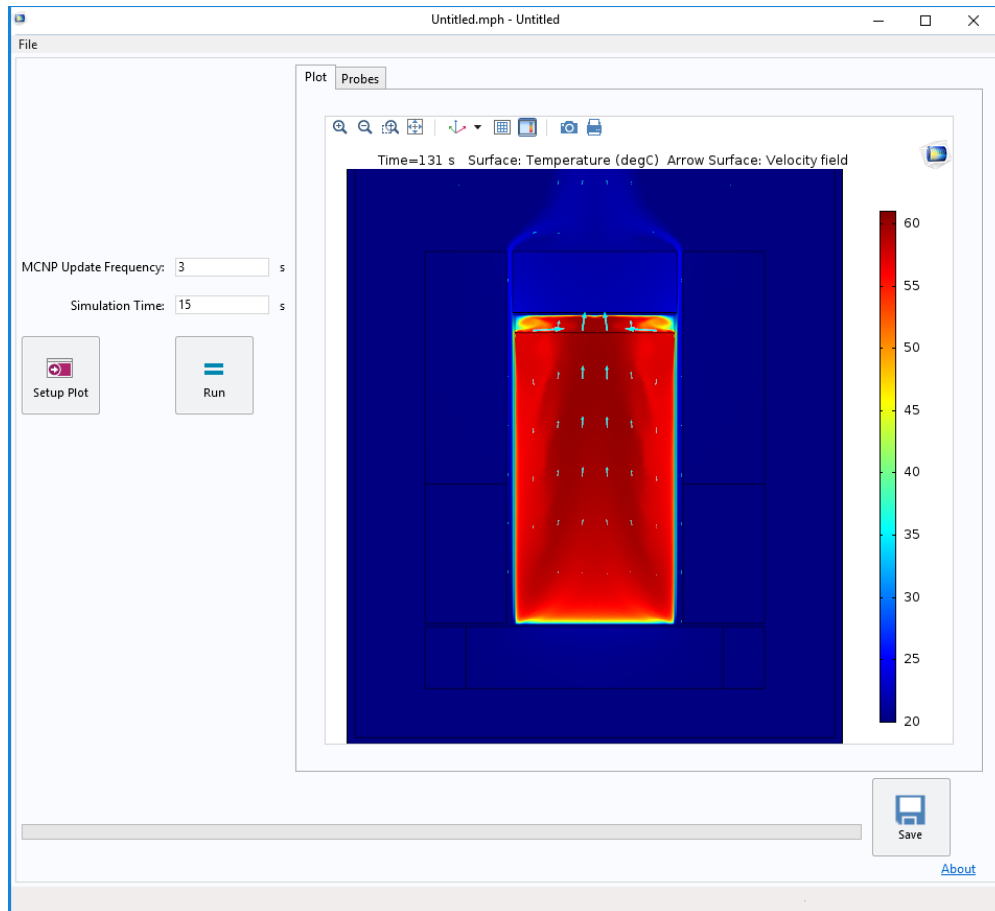 Untitled.mph - Untitled
File
Plot Probes
Time=131 s Surface: Temperature (degC) Arrow Surface: Velocity field
MCNP Update Frequency: 3 s
Simulation Time: 15 s
Setup Plot
Run
60
55
50
45
40
35
30
25
20
Save
About